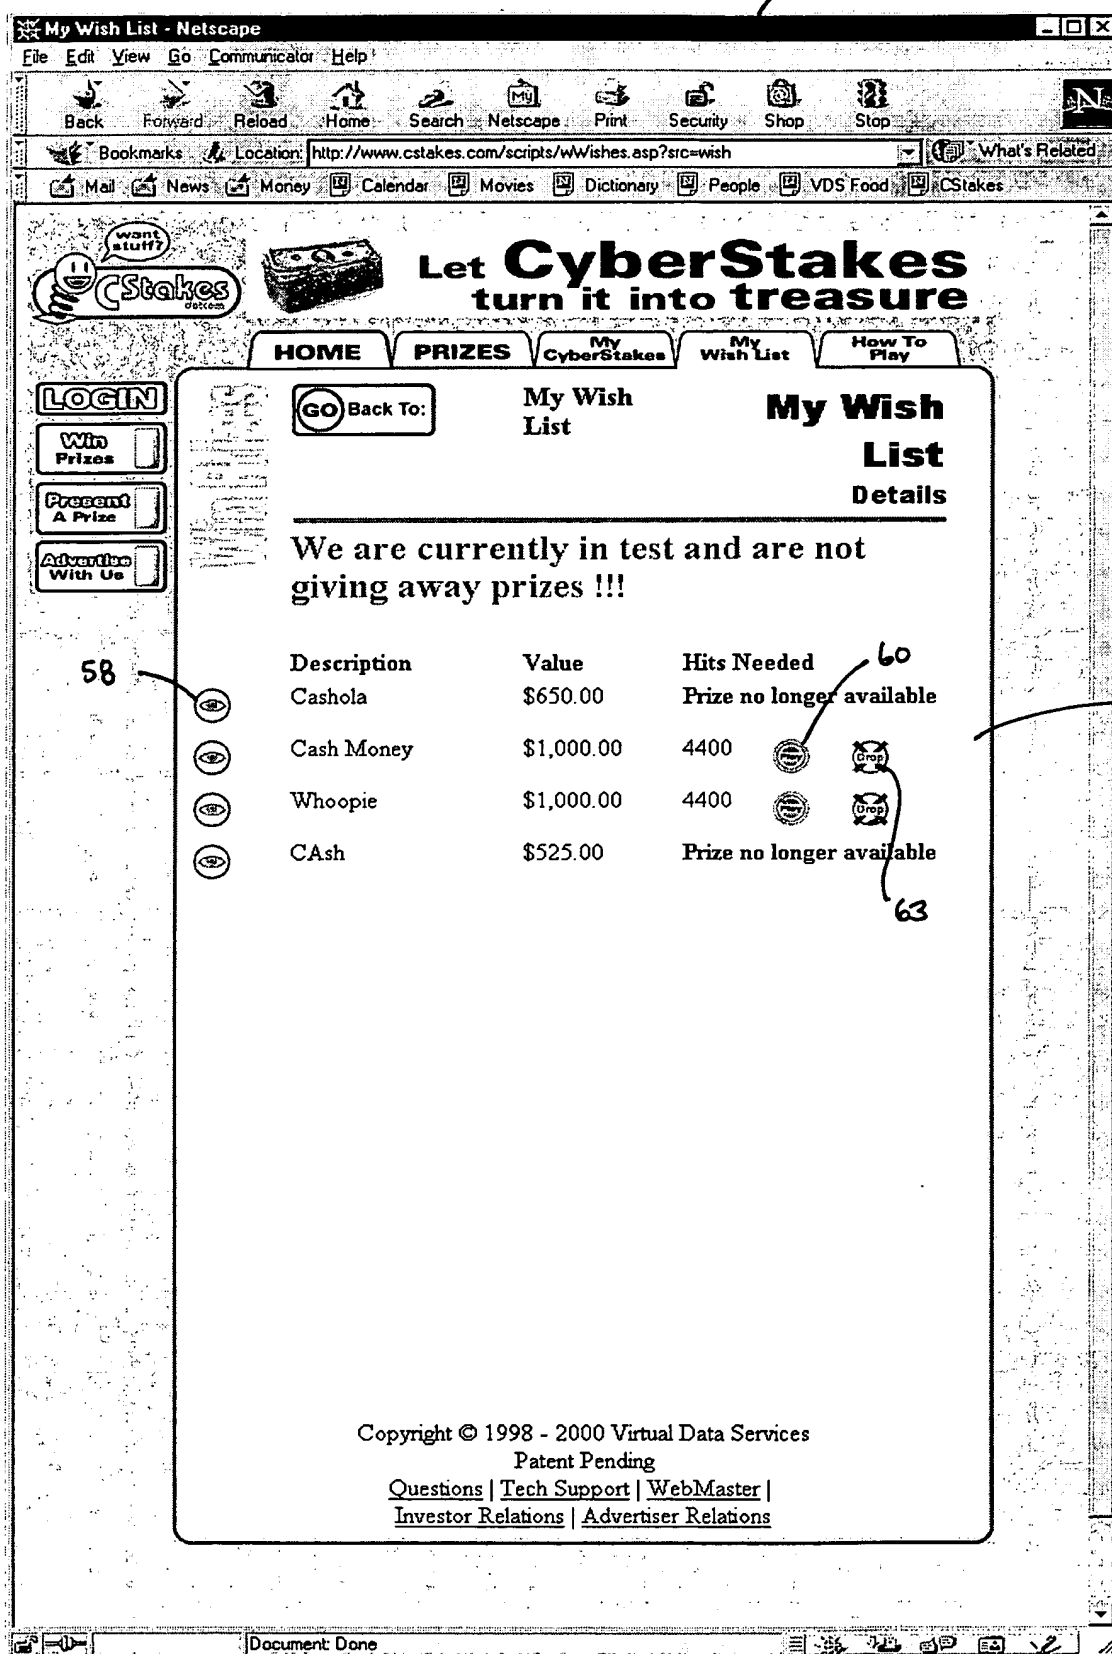 My Wish List - Netscape
File Edit View Go Communicator Help
Back Forward Reload Home Search Netscape Print Security Shop Stop
N
Bookmarks Location: http://www.cstakes.com/scripts/wWishes.asp?src=wish What's Related
Mail News Money Calendar Movies Dictionary People VDS Food CStakes
want stuff?
CStakes
dotcom
Let CyberStakes
turn it into treasure
HOME PRIZES My CyberStakes My Wish List How To Play
LOGIN
Win Prizes
Present A Prize
Advertise With Us
GO Back To:
My Wish
List
My Wish
List
Details
We are currently in test and are not
giving away prizes !!!
58
60
Description Value Hits Needed
Cashola $650.00 Prize no longer available
Cash Money $1,000.00 4400 Play Drop
Whoopie $1,000.00 4400 Play Drop
CAsh $525.00 Prize no longer available
63
Copyright © 1998 - 2000 Virtual Data Services
Patent Pending
Questions | Tech Support | WebMaster |
Investor Relations | Advertiser Relations
Document: Done